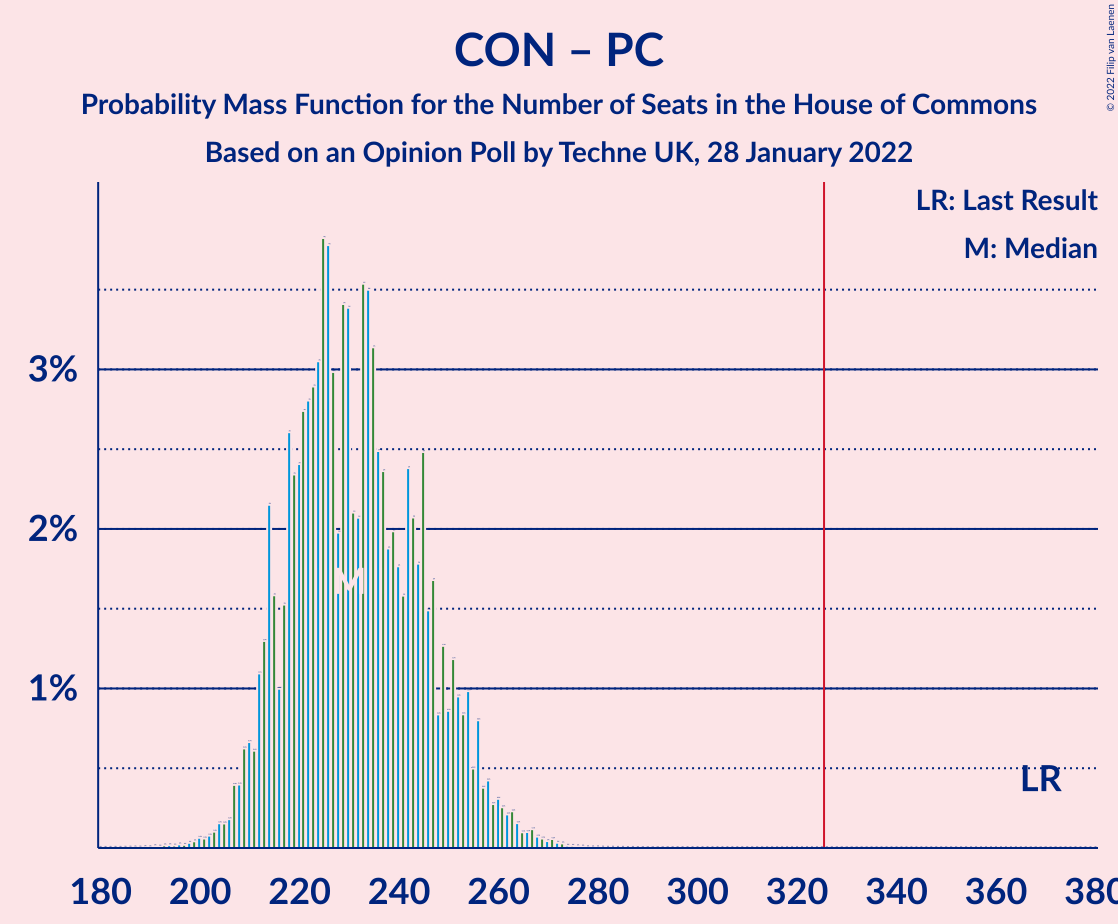 CON – PC
Probability Mass Function for the Number of Seats in the House of Commons
Based on an Opinion Poll by Techne UK, 28 January 2022
© 2022 Filip van Laenen
LR: Last Result
M: Median
3%
2%
1%
M
LR
180 200 220 240 260 280 300 320 340 360 380